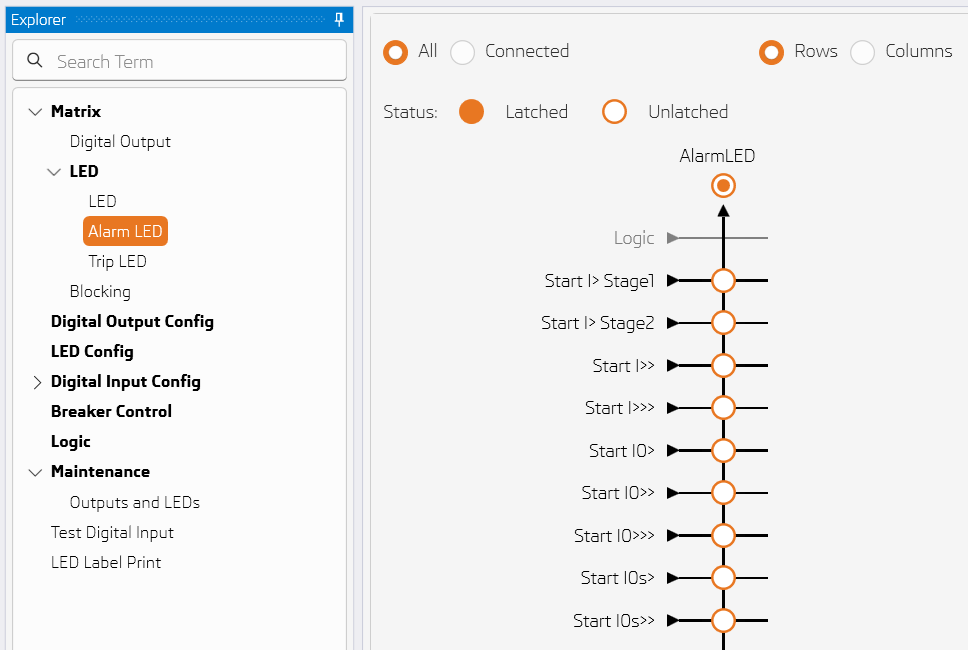 Explorer
Search Term
Matrix
Digital Output
LED
LED
Alarm LED
Trip LED
Blocking
Digital Output Config
LED Config
Digital Input Config
Breaker Control
Logic
Maintenance
Outputs and LEDs
Test Digital Input
LED Label Print
All Connected Rows Columns
Status: Latched Unlatched
AlarmLED
Logic
Start I> Stage1
Start I> Stage2
Start I>>
Start I>>>
Start I0>
Start I0>>
Start I0>>>
Start I0s>
Start I0s>>